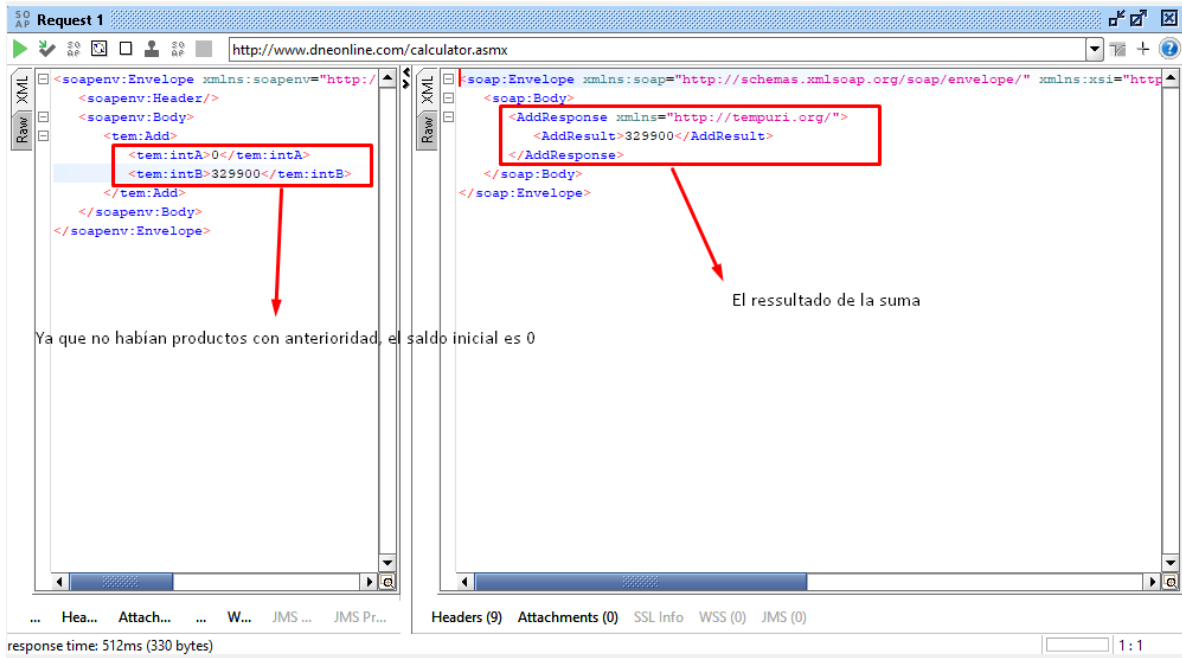 SO AP Request 1
http://www.dneonline.com/calculator.asmx
XML
Raw
<soapenv:Envelope xmlns:soapenv="http:/
<soapenv:Header/>
<soapenv:Body>
<tem:Add>
<tem:intA>0</tem:intA>
<tem:intB>329900</tem:intB>
</tem:Add>
</soapenv:Body>
</soapenv:Envelope>
Ya que no habían productos con anterioridad, el saldo inicial es 0
XML
Raw
<soap:Envelope xmlns:soap="http://schemas.xmlsoap.org/soap/envelope/" xmlns:xsi="http
<soap:Body>
<AddResponse xmlns="http://tempuri.org/">
<AddResult>329900</AddResult>
</AddResponse>
</soap:Body>
</soap:Envelope>
El ressultado de la suma
... Hea... Attach... ... W... JMS ... JMS Pr...
Headers (9) Attachments (0) SSL Info WSS (0) JMS (0)
response time: 512ms (330 bytes)
1 : 1